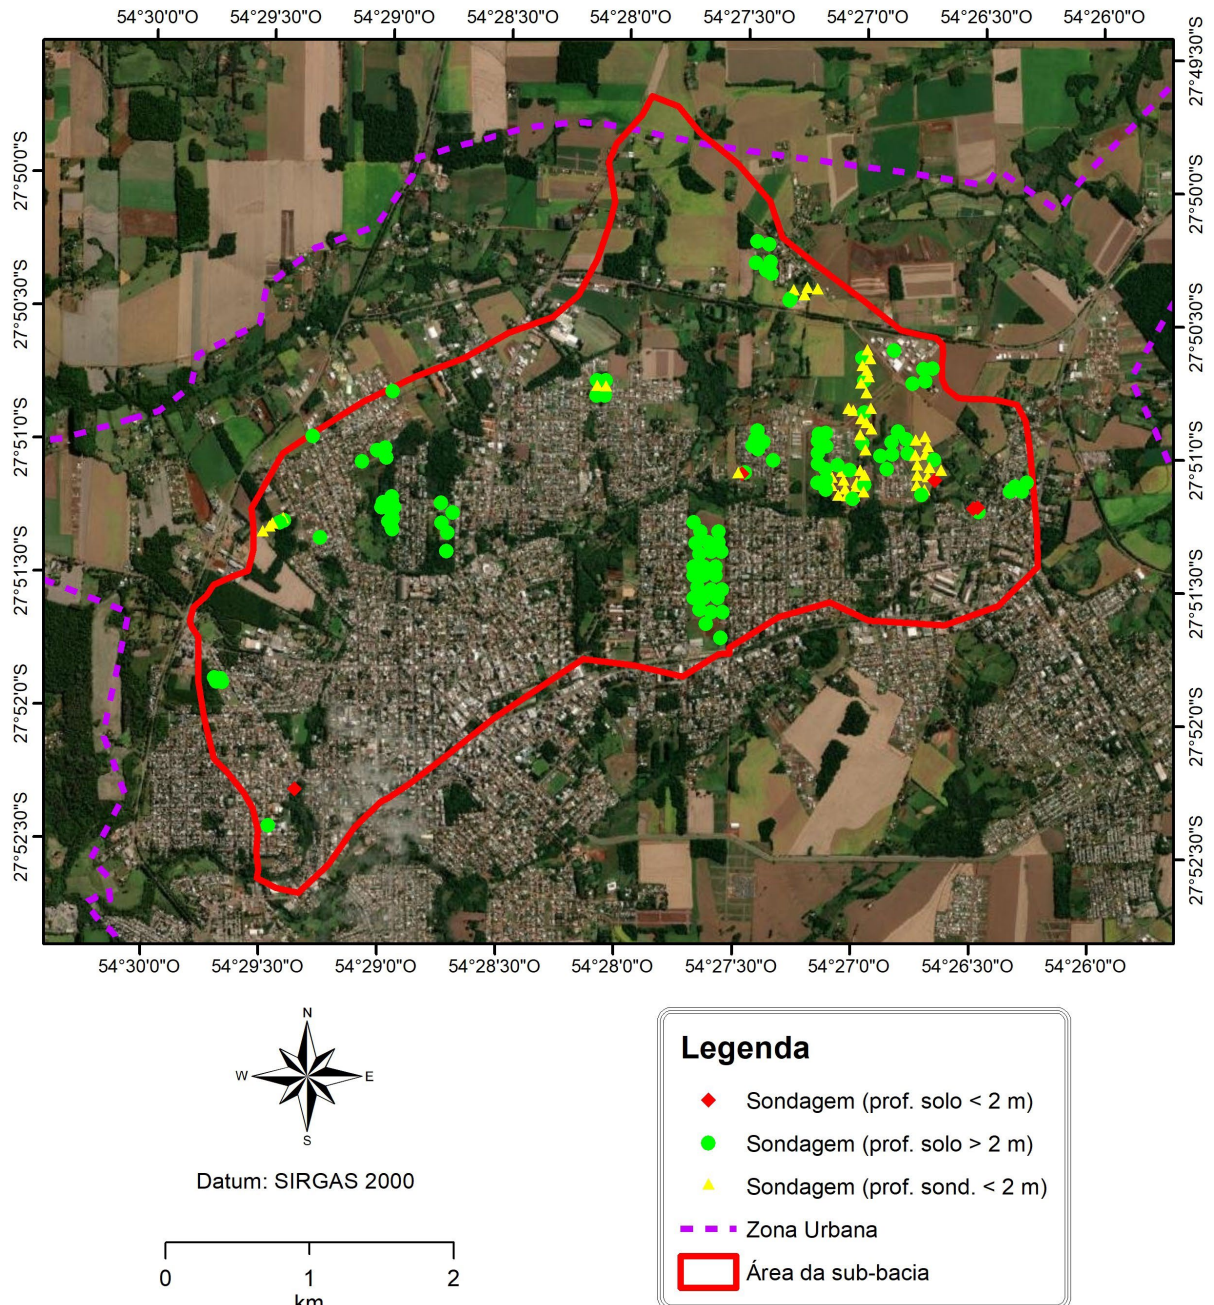 54°30'0"O 54°29'30"O 54°29'0"O 54°28'30"O 54°28'0"O 54°27'30"O 54°27'0"O 54°26'30"O 54°26'0"O
27°49'30"S
27°50'0"S
27°50'0"S
27°50'30"S
27°50'30"S
27°51'0"S
27°51'0"S
27°51'30"S
27°51'30"S
27°52'0"S
27°52'0"S
27°52'30"S
27°52'30"S
54°30'0"O 54°29'30"O 54°29'0"O 54°28'30"O 54°28'0"O 54°27'30"O 54°27'0"O 54°26'30"O 54°26'0"O
N
W E
S
Datum: SIRGAS 2000
0 1 2
km
Legenda
Sondagem (prof. solo < 2 m)
Sondagem (prof. solo > 2 m)
Sondagem (prof. sond. < 2 m)
Zona Urbana
Área da sub-bacia